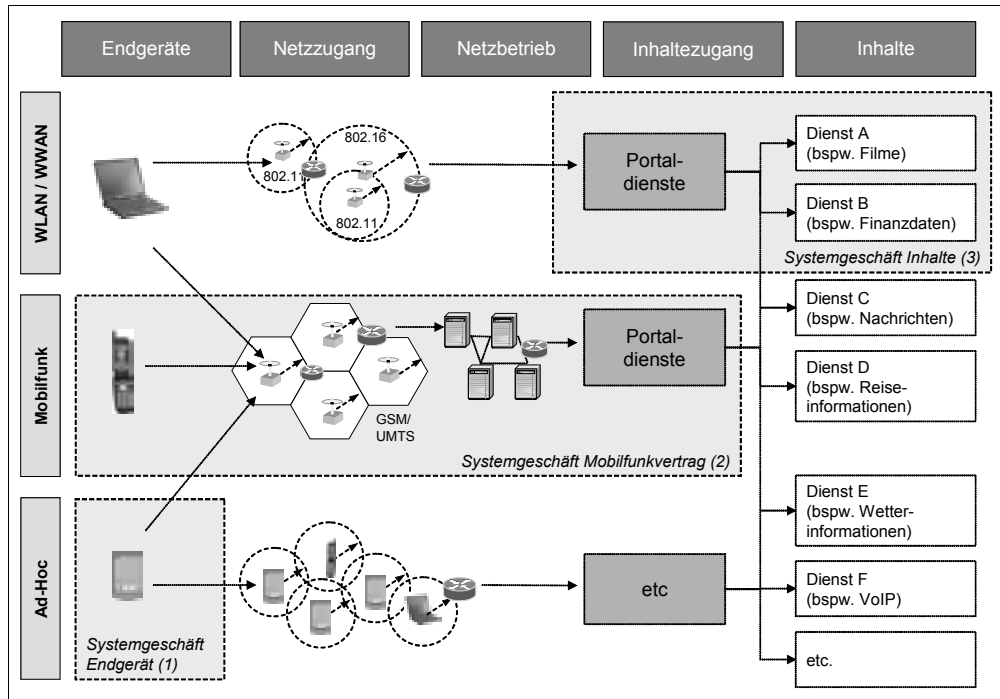 Endgeräte
Netzzugang
Netzbetrieb
Inhaltezugang
Inhalte
WLAN / WWAN
802.11
802.16
802.11
Portal-
dienste
Dienst A
(bspw. Filme)
Dienst B
(bspw. Finanzdaten)
Systemgeschäft Inhalte (3)
Mobilfunk
GSM/
UMTS
Portal-
dienste
Systemgeschäft Mobilfunkvertrag (2)
Dienst C
(bspw. Nachrichten)
Dienst D
(bspw. Reise-
informationen)
Ad-Hoc
Systemgeschäft
Endgerät (1)
etc
Dienst E
(bspw. Wetter-
informationen)
Dienst F
(bspw. VoIP)
etc.